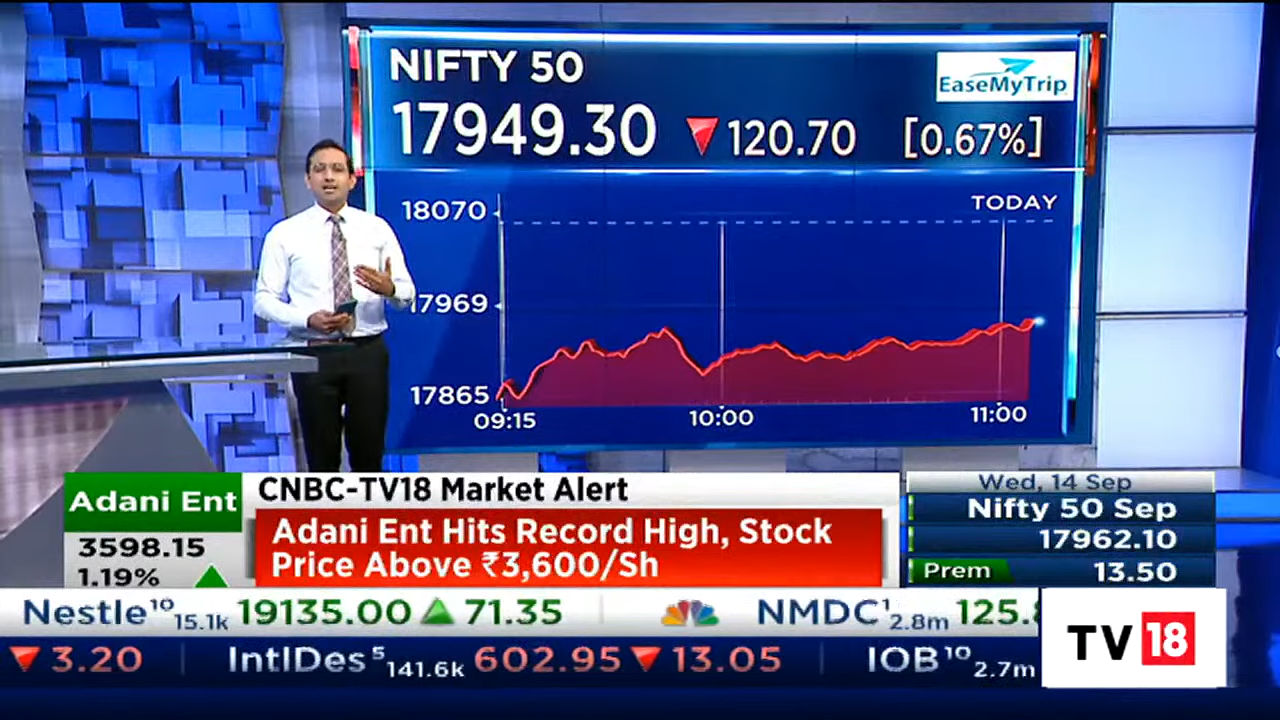 NIFTY 50
17949.30 ▼ 120.70 [0.67%]
EaseMyTrip
TODAY
18070
17969
17865
09:15 10:00 11:00
Adani Ent
3598.15
1.19% ▲
CNBC-TV18 Market Alert
Adani Ent Hits Record High, Stock
Price Above ₹3,600/Sh
Wed, 14 Sep
Nifty 50 Sep
17962.10
Prem 13.50
Nestle¹⁰ 15.1k 19135.00 ▲ 71.35 NMDC¹ 2.8m 125.8
▼ 3.20 IntlDes⁵ 141.6k 602.95 ▼ 13.05 IOB¹⁰ 2.7m
TV18